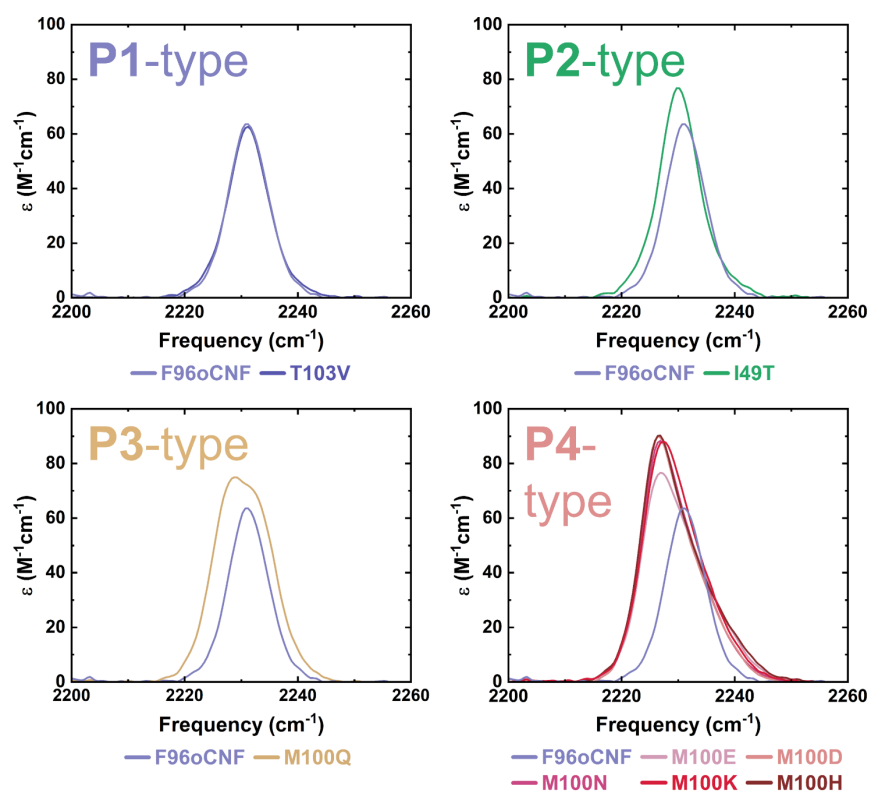 P1-type
ε (M⁻¹cm⁻¹)
100
80
60
40
20
0
2200 2220 2240 2260
Frequency (cm⁻¹)
F96oCNF T103V
P2-type
ε (M⁻¹cm⁻¹)
100
80
60
40
20
0
2200 2220 2240 2260
Frequency (cm⁻¹)
F96oCNF I49T
P3-type
ε (M⁻¹cm⁻¹)
100
80
60
40
20
0
2200 2220 2240 2260
Frequency (cm⁻¹)
F96oCNF M100Q
P4-
type
ε (M⁻¹cm⁻¹)
100
80
60
40
20
0
2200 2220 2240 2260
Frequency (cm⁻¹)
F96oCNF M100E M100D
M100N M100K M100H